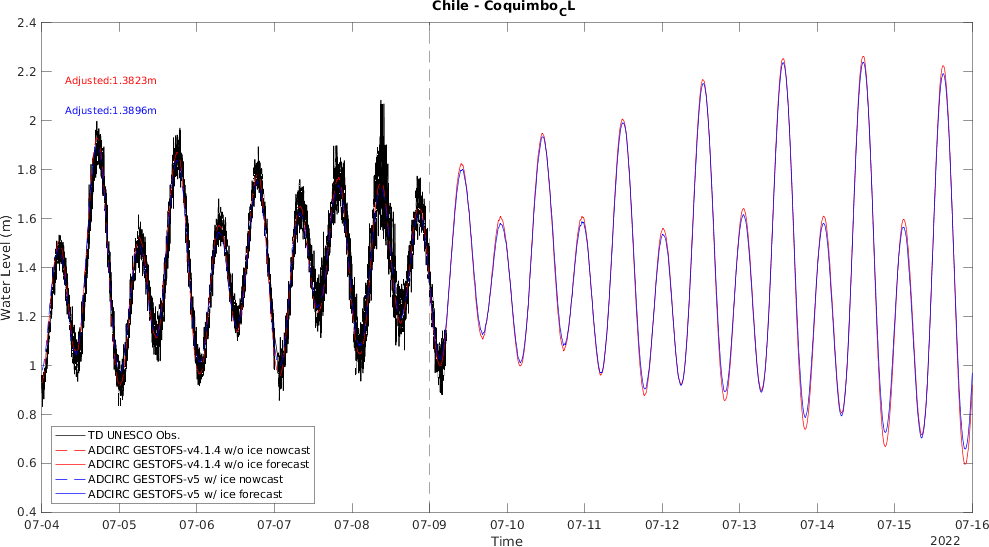 Chile - Coquimbo_CL
2.4
2.2
2
1.8
1.6
1.4
1.2
1
0.8
0.6
0.4
Water Level (m)
Adjusted:1.3823m
Adjusted:1.3896m
TD UNESCO Obs.
ADCIRC GESTOFS-v4.1.4 w/o ice nowcast
ADCIRC GESTOFS-v4.1.4 w/o ice forecast
ADCIRC GESTOFS-v5 w/ ice nowcast
ADCIRC GESTOFS-v5 w/ ice forecast
07-04 07-05 07-06 07-07 07-08 07-09 07-10 07-11 07-12 07-13 07-14 07-15 07-16
Time
2022